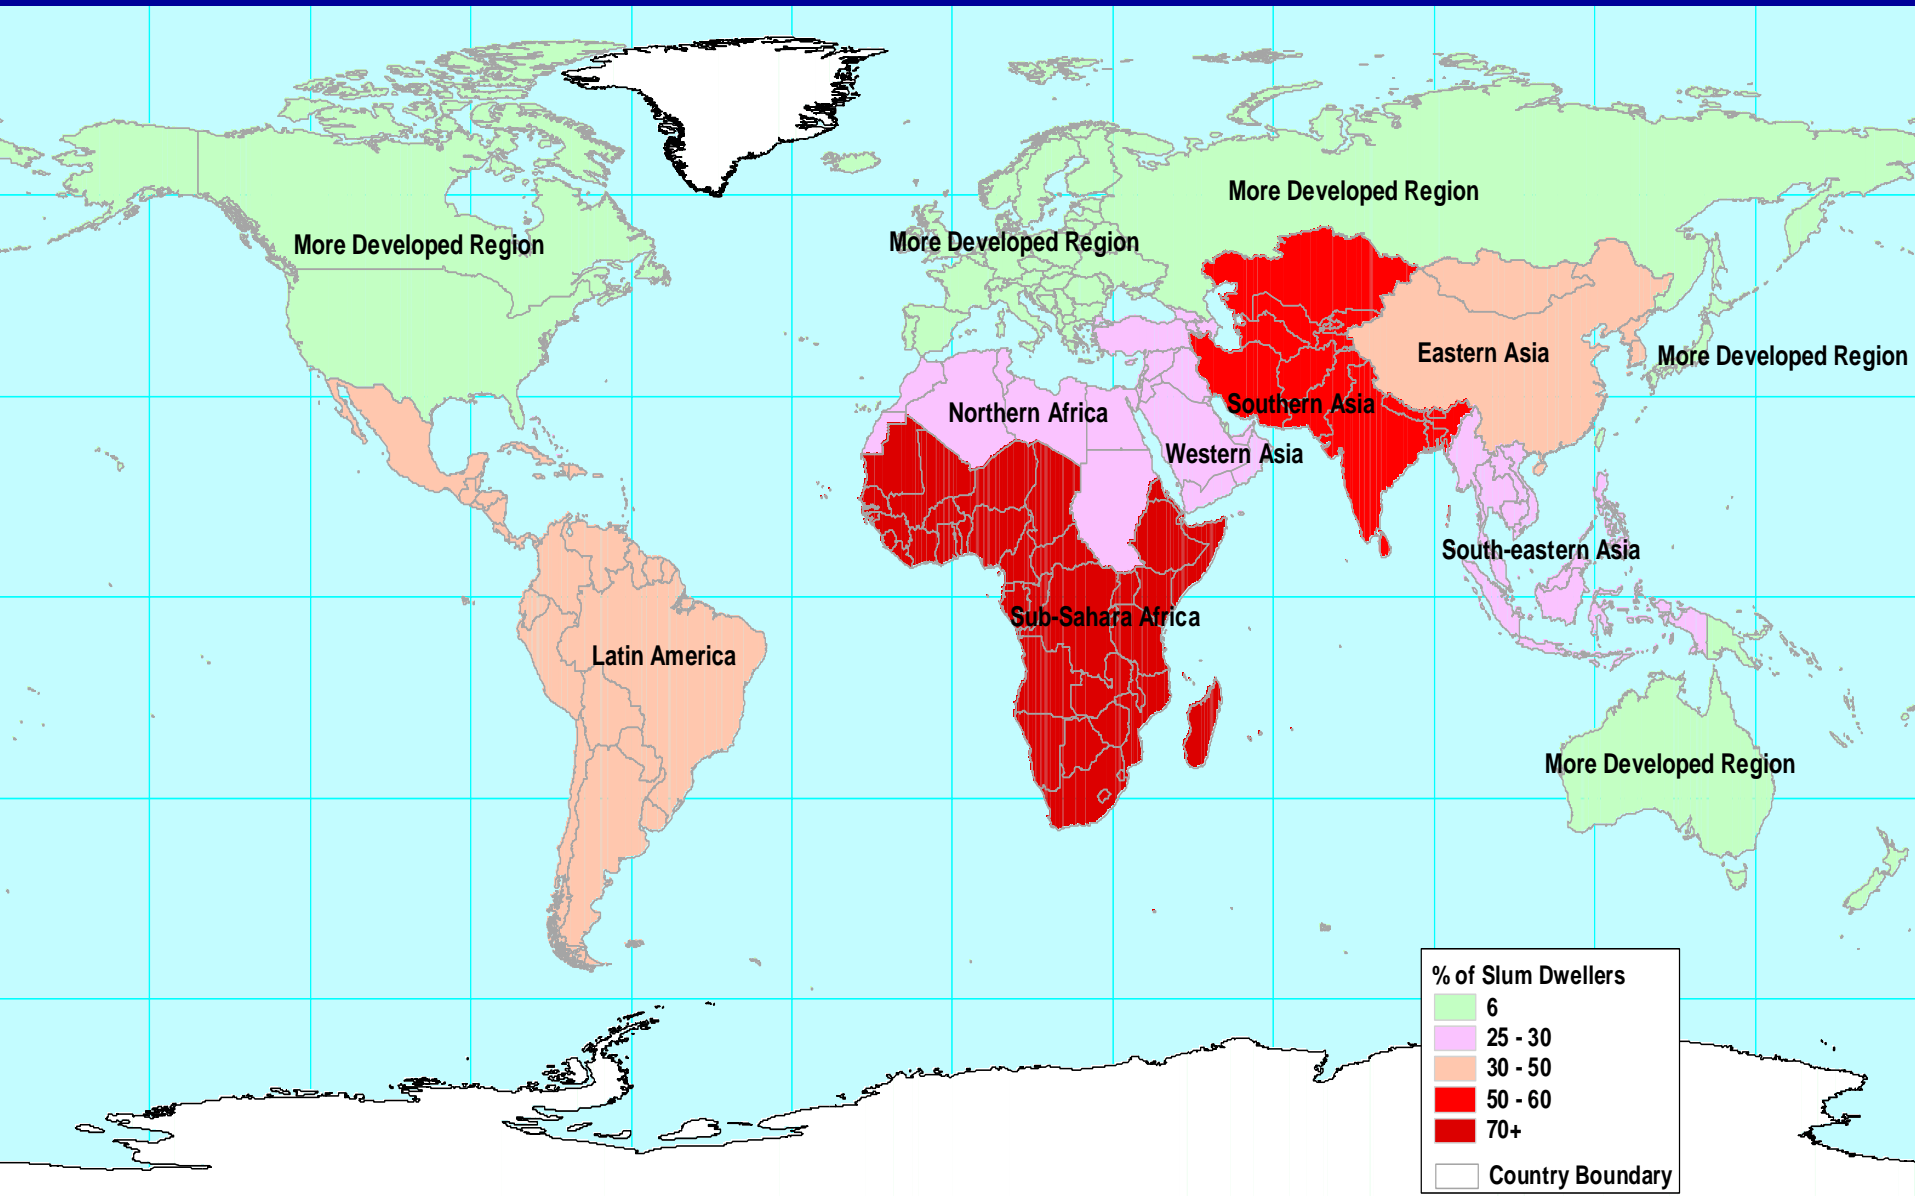 More Developed Region
More Developed Region
More Developed Region
Eastern Asia
More Developed Region
Southern Asia
Northern Africa
Western Asia
South-eastern Asia
Sub-Sahara Africa
Latin America
More Developed Region
% of Slum Dwellers
6
25 - 30
30 - 50
50 - 60
70+
Country Boundary